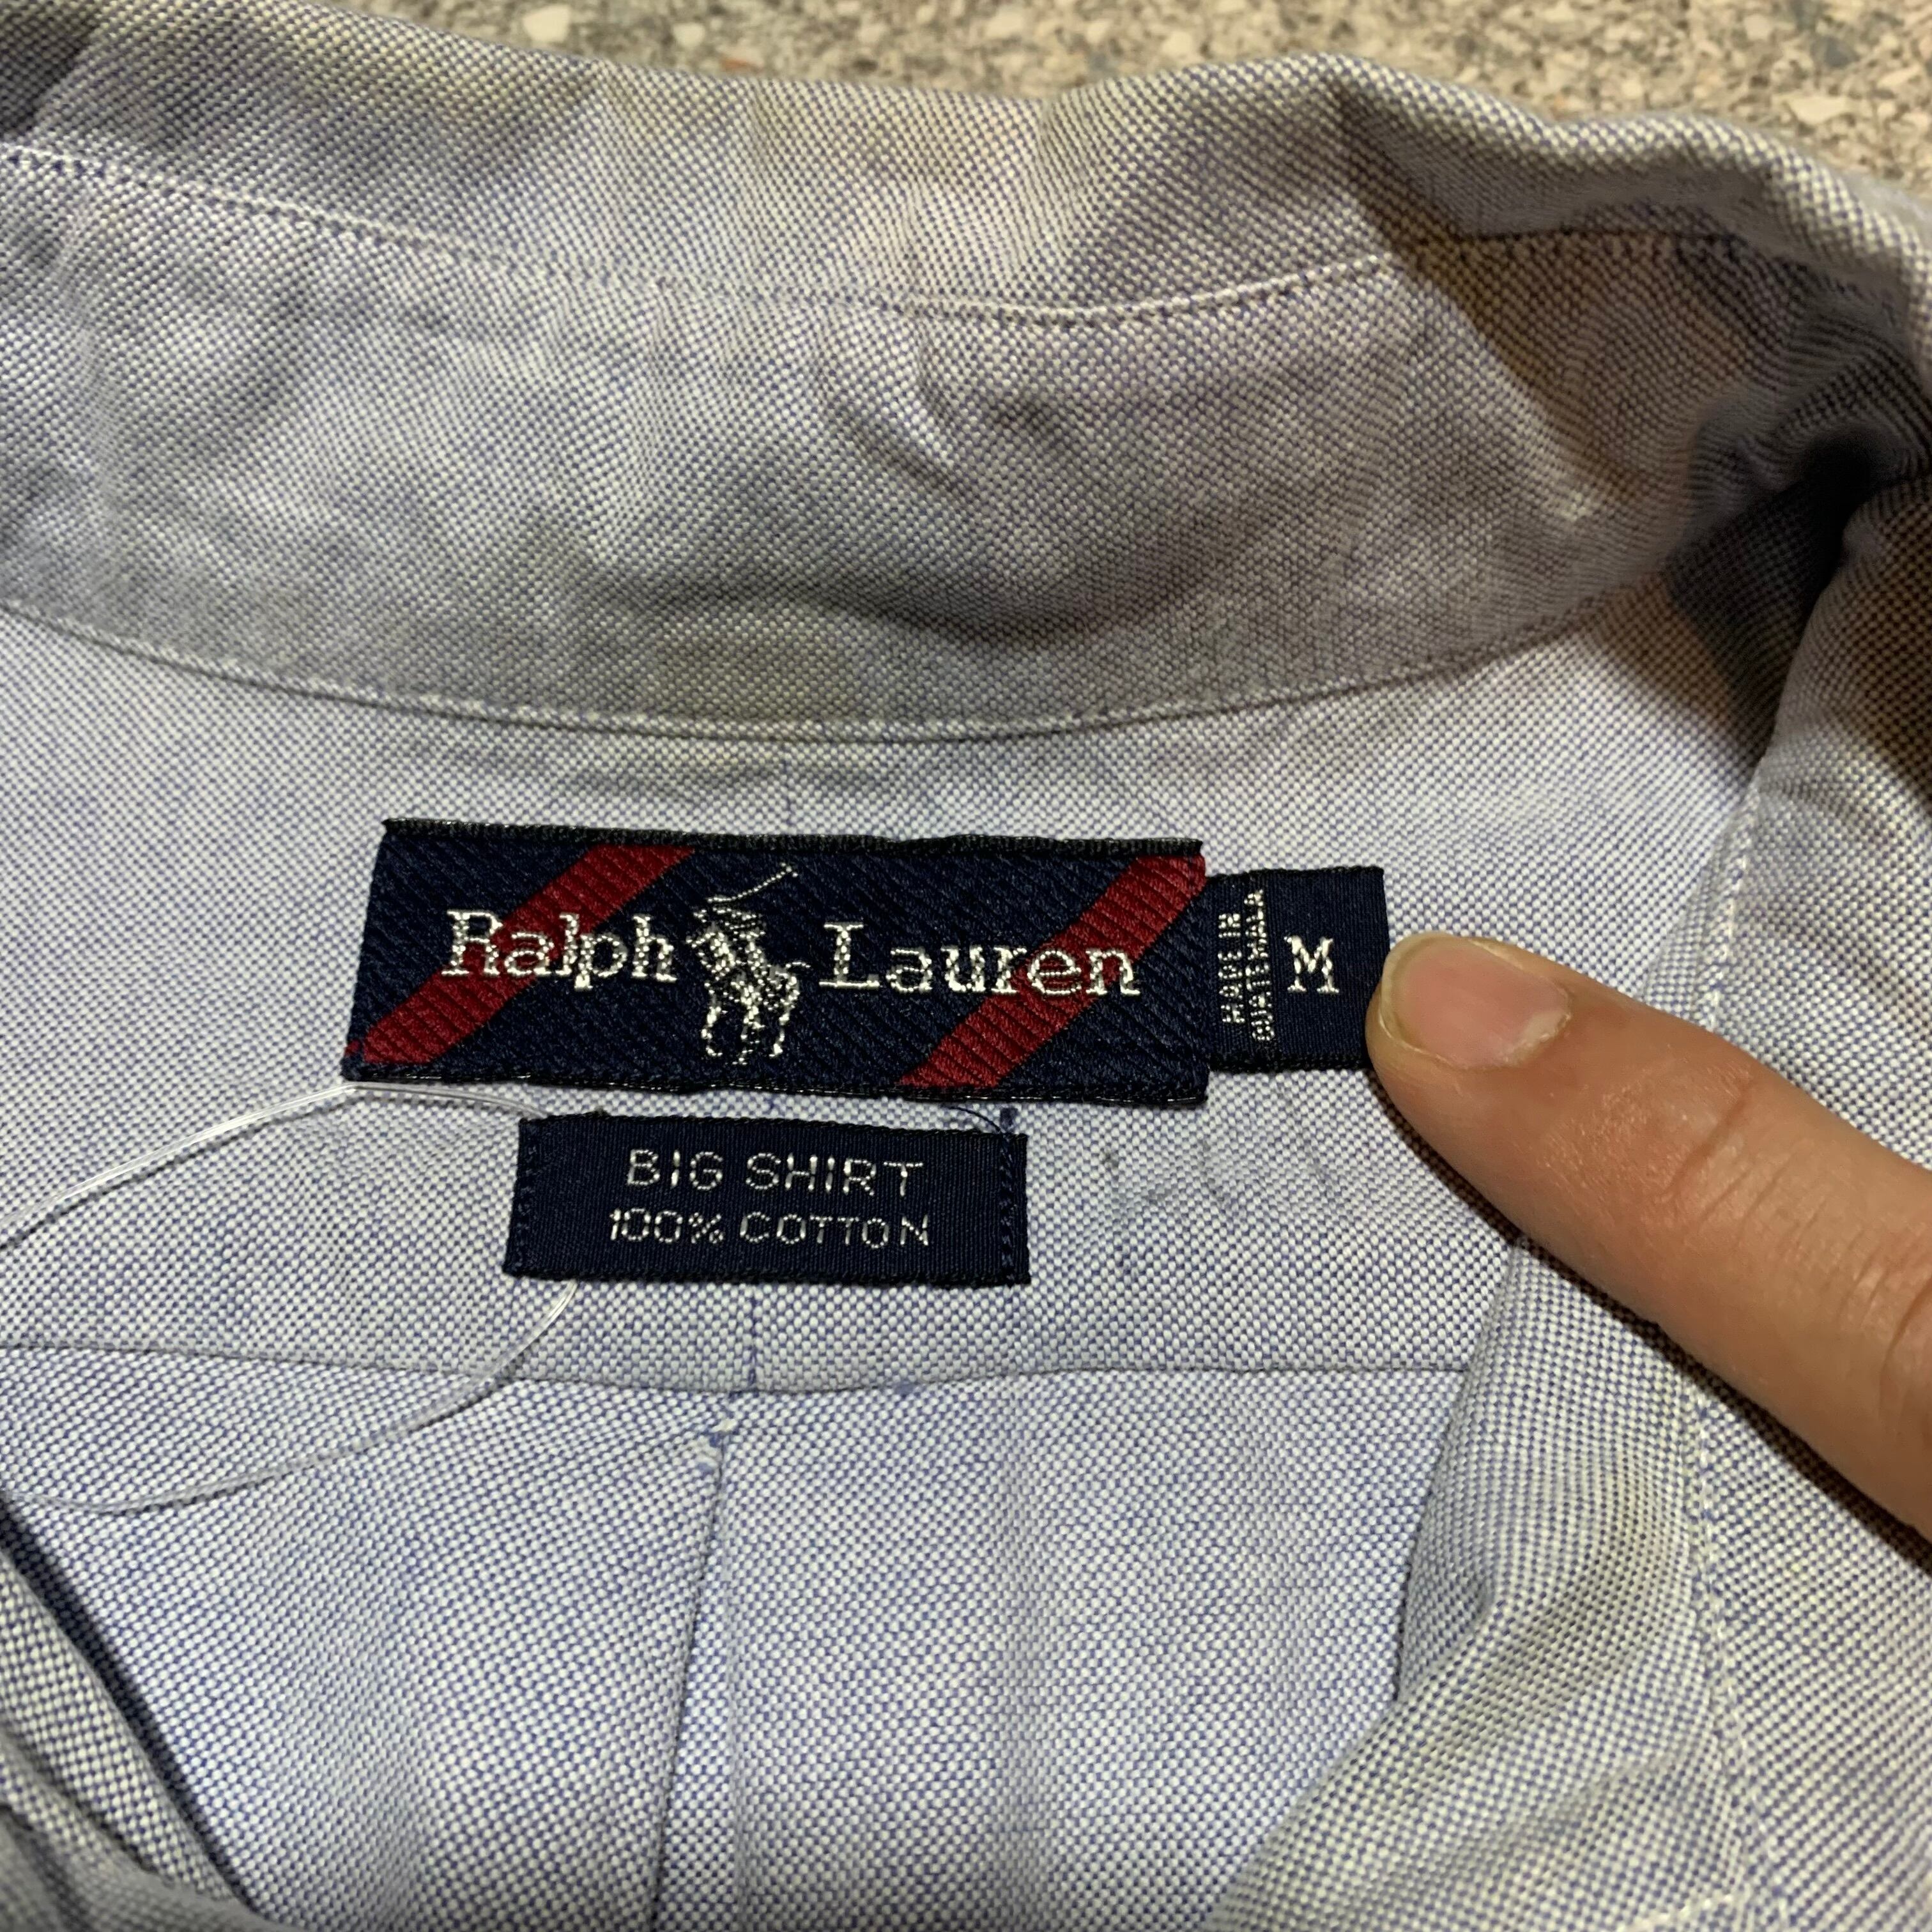 Ralph Lauren
MADE IN
GUATEMALA
M
BIG SHIRT
100% COTTON